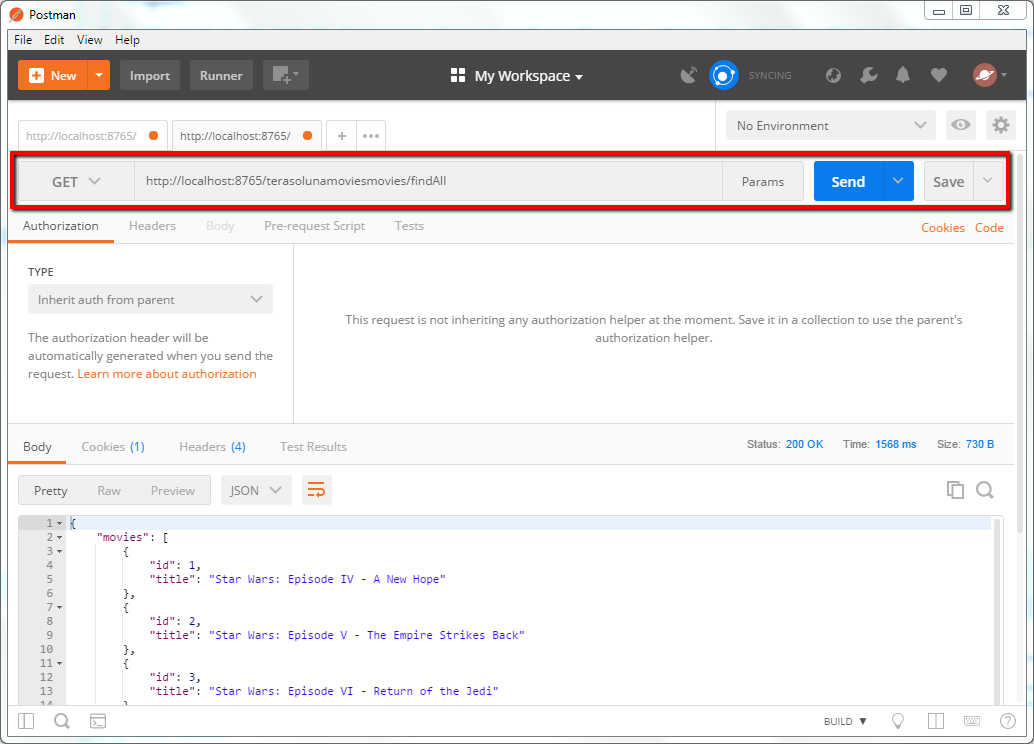 Postman
File Edit View Help
New Import Runner My Workspace SYNCING
http://localhost:8765/ http://localhost:8765/ + ••• No Environment
GET http://localhost:8765/terasolunamoviesmovies/findAll Params Send Save
Authorization Headers Body Pre-request Script Tests Cookies Code
TYPE
Inherit auth from parent
The authorization header will be
automatically generated when you send the
request. Learn more about authorization
This request is not inheriting any authorization helper at the moment. Save it in a collection to use the parent's
authorization helper.
Body Cookies (1) Headers (4) Test Results Status: 200 OK Time: 1568 ms Size: 730 B
Pretty Raw Preview JSON
1 {
2 "movies": [
3 {
4 "id": 1,
5 "title": "Star Wars: Episode IV - A New Hope"
6 },
7 {
8 "id": 2,
9 "title": "Star Wars: Episode V - The Empire Strikes Back"
10 },
11 {
12 "id": 3,
13 "title": "Star Wars: Episode VI - Return of the Jedi"
14 }
BUILD ▼